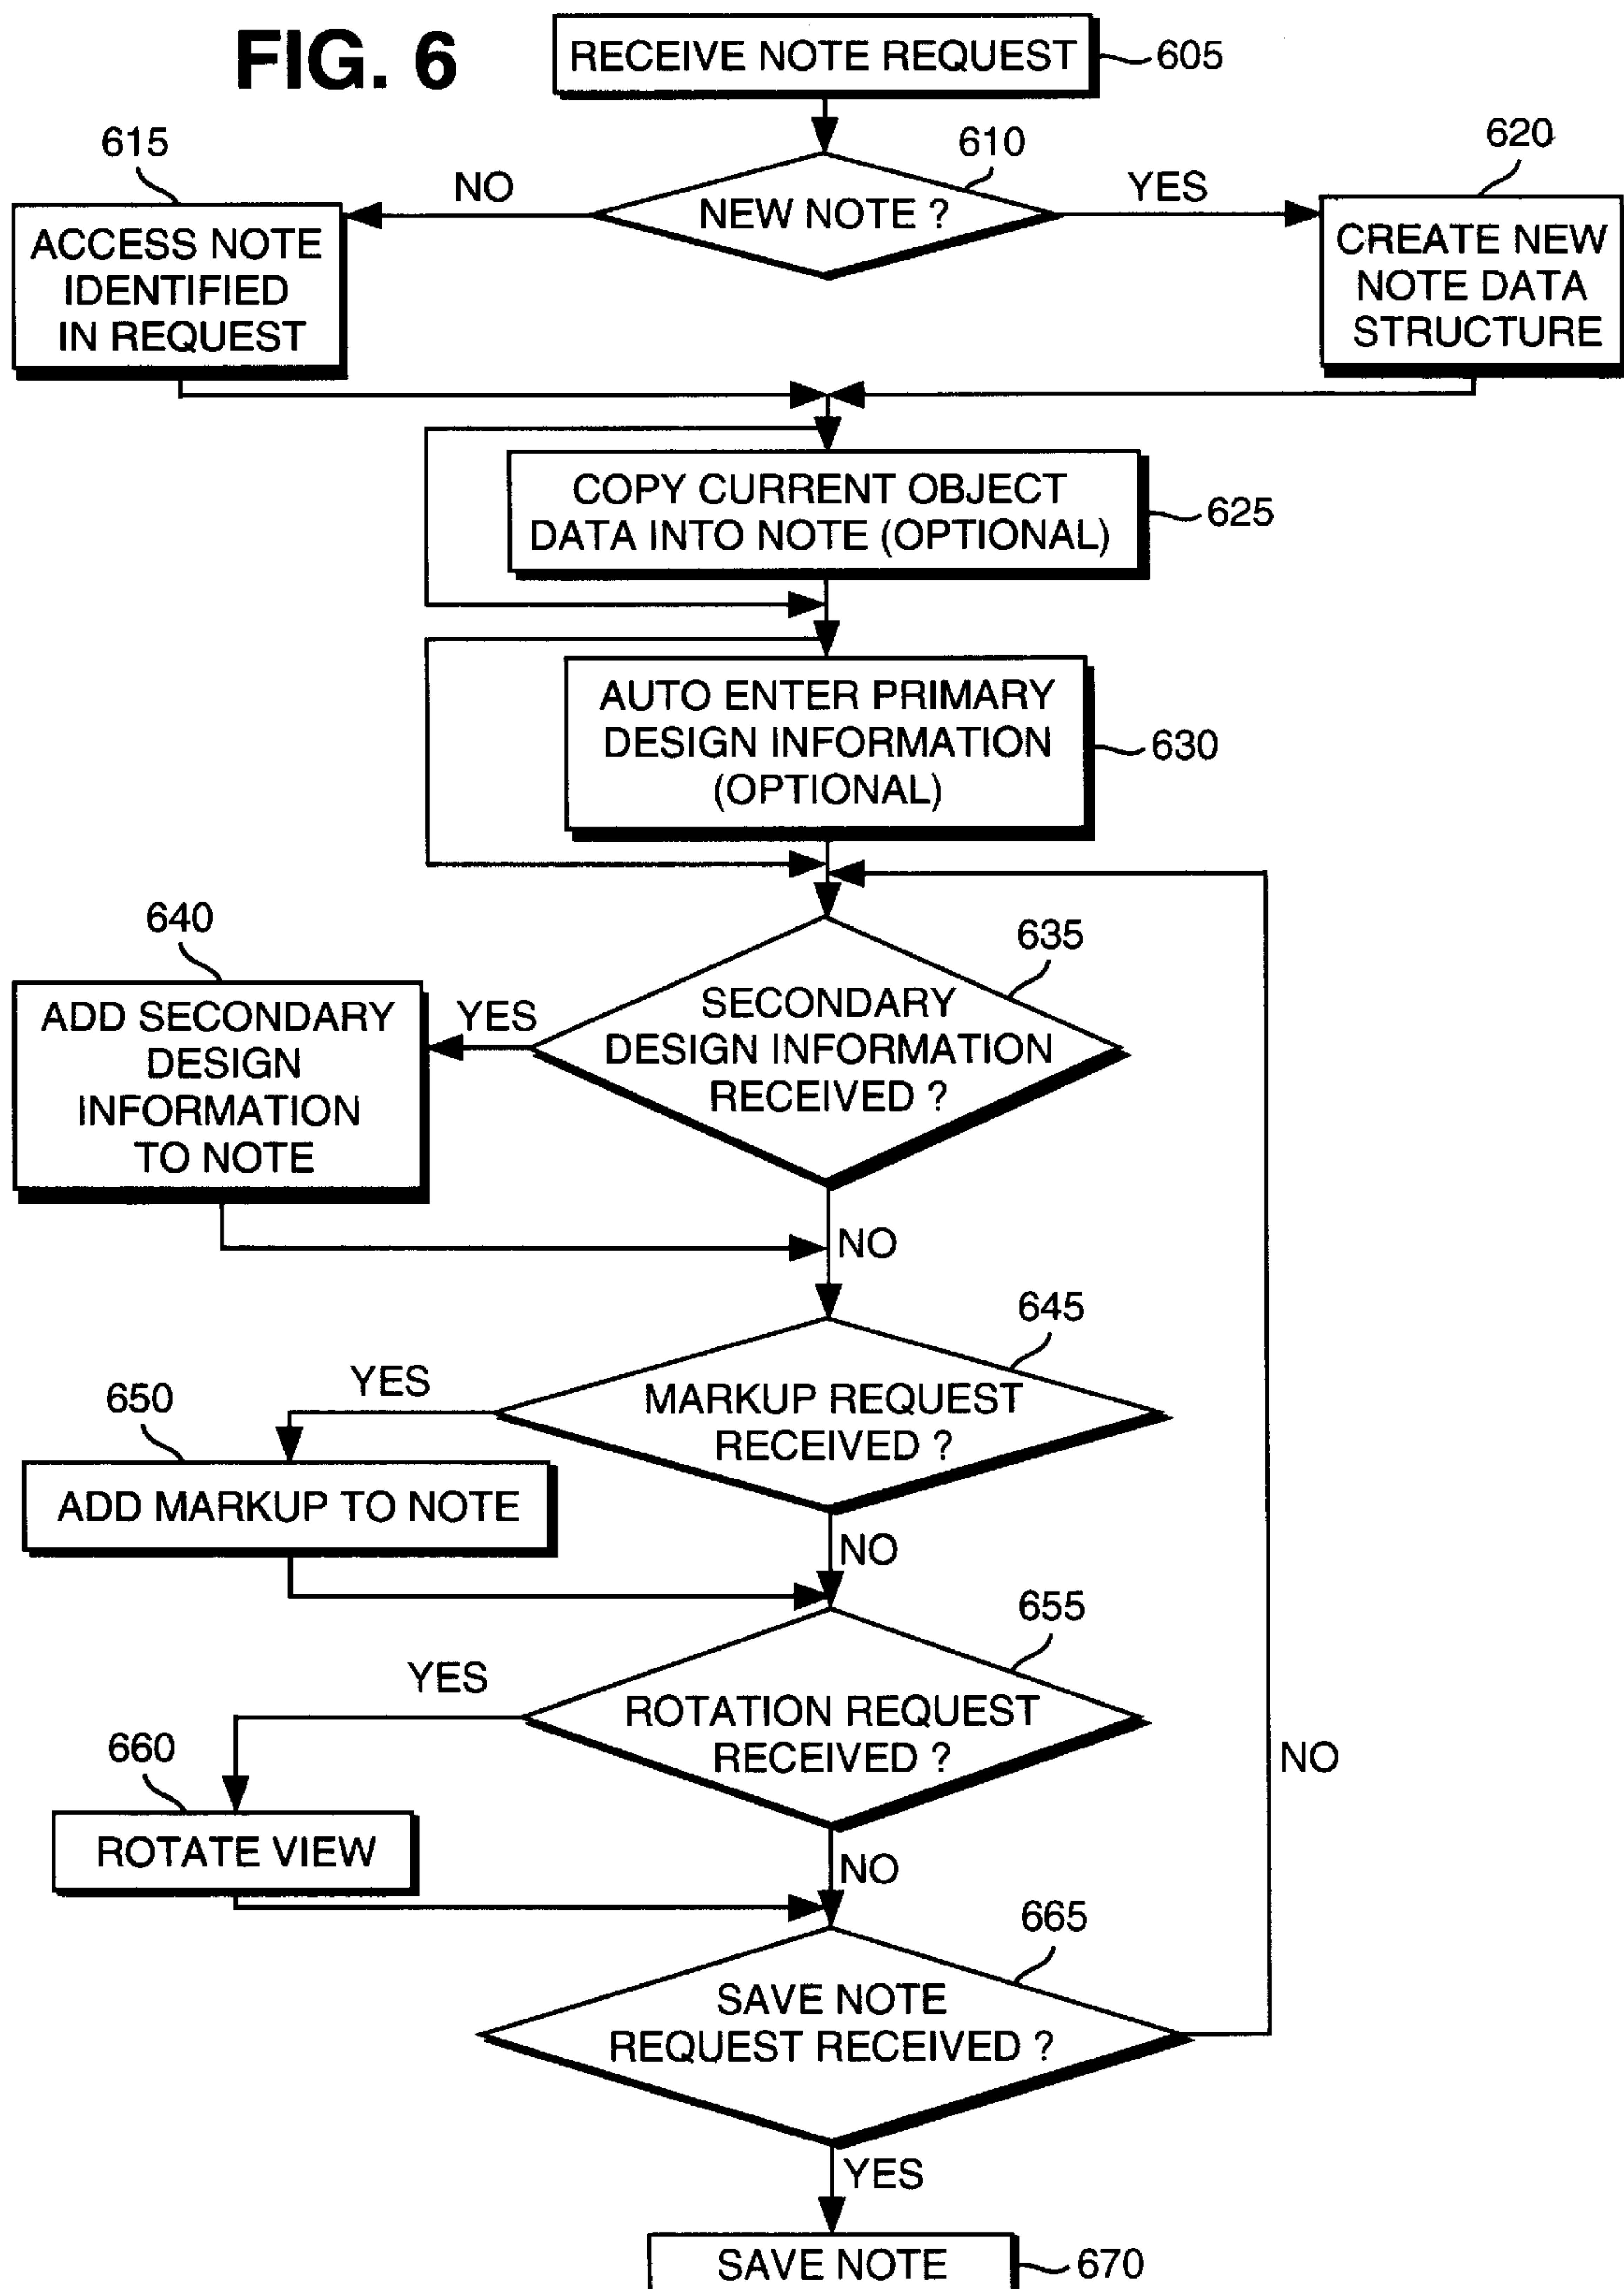 FIG. 6
RECEIVE NOTE REQUEST
605
615
NO
NEW NOTE ?
610
YES
620
ACCESS NOTE
IDENTIFIED
IN REQUEST
CREATE NEW
NOTE DATA
STRUCTURE
COPY CURRENT OBJECT
DATA INTO NOTE (OPTIONAL)
625
AUTO ENTER PRIMARY
DESIGN INFORMATION
(OPTIONAL)
630
640
635
ADD SECONDARY
DESIGN
INFORMATION
TO NOTE
YES
SECONDARY
DESIGN INFORMATION
RECEIVED ?
NO
645
YES
MARKUP REQUEST
RECEIVED ?
650
ADD MARKUP TO NOTE
NO
655
YES
ROTATION REQUEST
RECEIVED ?
NO
660
ROTATE VIEW
NO
665
SAVE NOTE
REQUEST RECEIVED ?
YES
SAVE NOTE
670